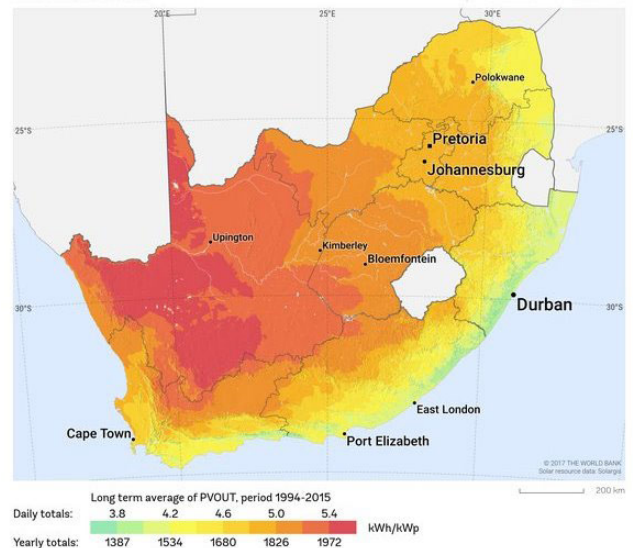 20°E 25°E 30°E
Polokwane
25°S 25°S
Pretoria
Johannesburg
Upington
Kimberley
Bloemfontein
30°S 30°S
Durban
East London
Cape Town
Port Elizabeth
© 2017 THE WORLD BANK
Solar resource data: Solargis
200 km
Long term average of PVOUT, period 1994-2015
Daily totals: 3.8 4.2 4.6 5.0 5.4
kWh/kWp
Yearly totals: 1387 1534 1680 1826 1972